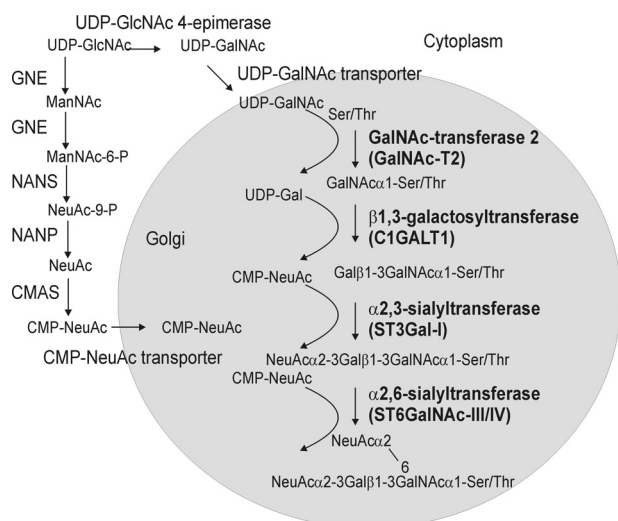 UDP-GlcNAc 4-epimerase
UDP-GlcNAc
UDP-GalNAc
Cytoplasm
GNE
UDP-GalNAc transporter
ManNAc
UDP-GalNAc
Ser/Thr
GNE
GalNAc-transferase 2
(GalNAc-T2)
ManNAc-6-P
GalNAcα1-Ser/Thr
NANS
UDP-Gal
NeuAc-9-P
β1,3-galactosyltransferase
(C1GALT1)
NANP
Golgi
NeuAc
CMP-NeuAc
Galβ1-3GalNAcα1-Ser/Thr
CMAS
α2,3-sialyltransferase
(ST3Gal-I)
CMP-NeuAc
CMP-NeuAc
CMP-NeuAc transporter
NeuAcα2-3Galβ1-3GalNAcα1-Ser/Thr
CMP-NeuAc
α2,6-sialyltransferase
(ST6GalNAc-III/IV)
NeuAcα2
6
NeuAcα2-3Galβ1-3GalNAcα1-Ser/Thr